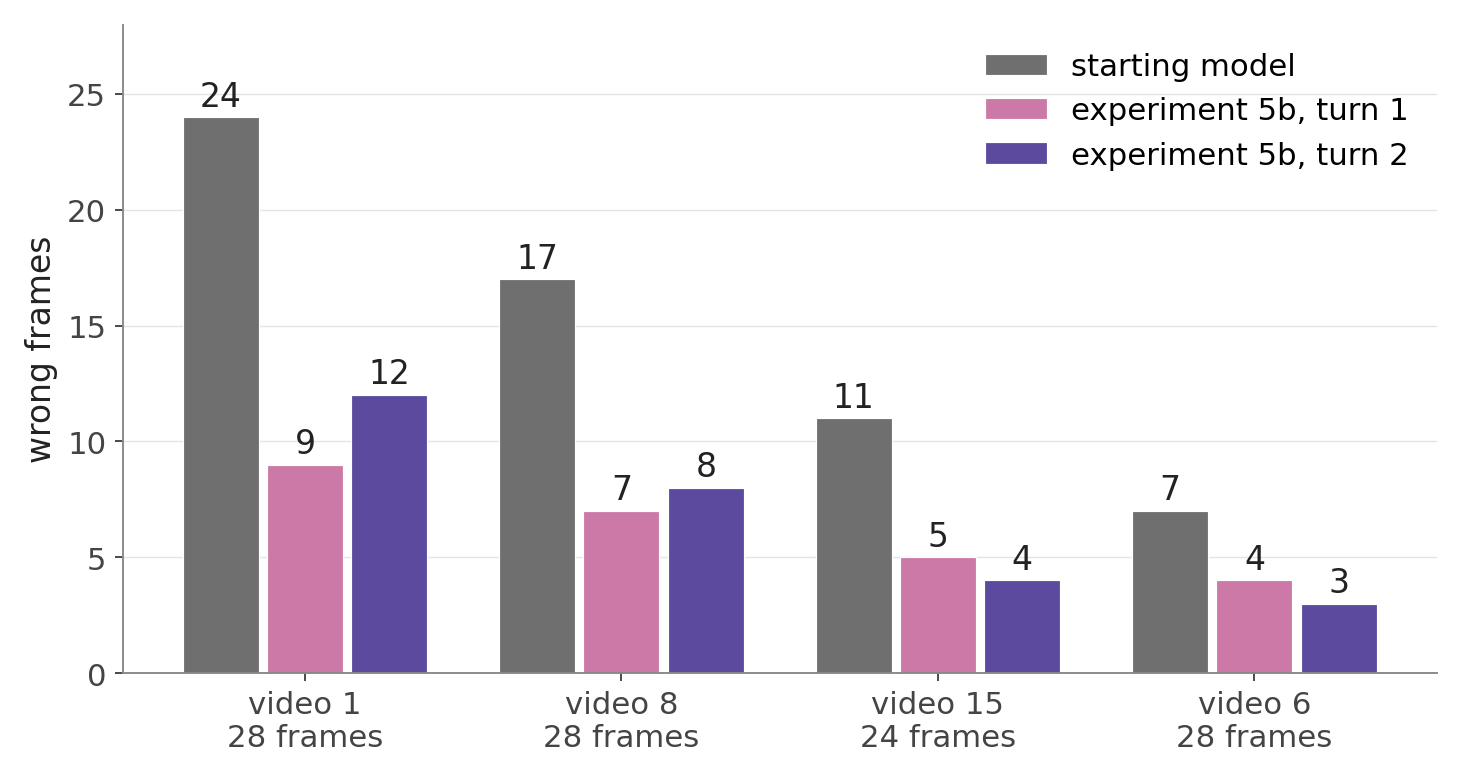 starting model
experiment 5b, turn 1
experiment 5b, turn 2
wrong frames
25
20
15
10
5
0
24
9
12
17
7
8
11
5
4
7
4
3
video 1
28 frames
video 8
28 frames
video 15
24 frames
video 6
28 frames